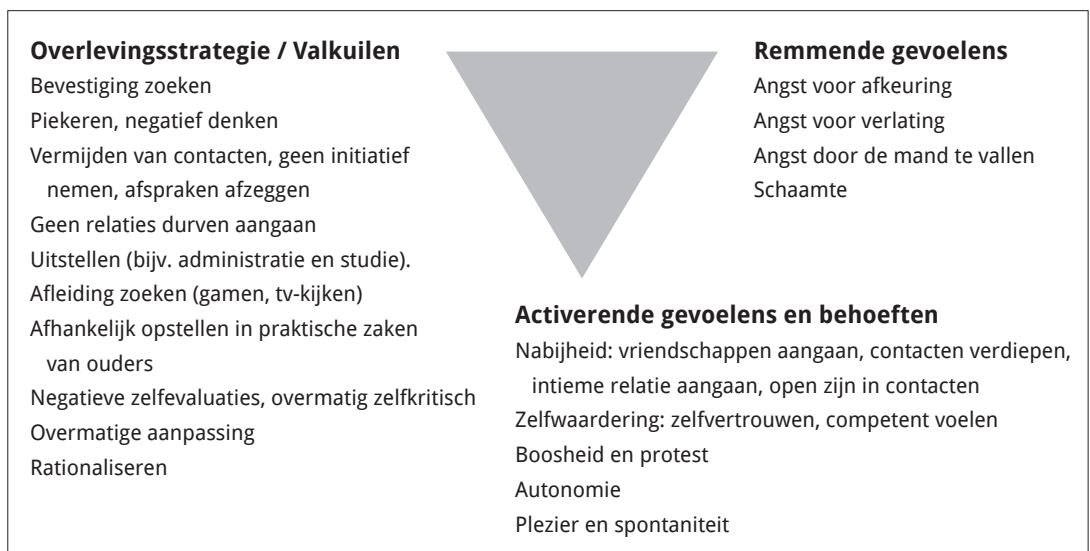 Overlevingsstrategie / Valkuilen
Bevestiging zoeken
Piekeren, negatief denken
Vermijden van contacten, geen initiatief
nemen, afspraken afzeggen
Geen relaties durven aangaan
Uitstellen (bijv. administratie en studie).
Afleiding zoeken (gamen, tv-kijken)
Afhankelijk opstellen in praktische zaken
van ouders
Negatieve zelfevaluaties, overmatig zelfkritisch
Overmatige aanpassing
Rationaliseren
Remmende gevoelens
Angst voor afkeuring
Angst voor verlating
Angst door de mand te vallen
Schaamte
Activerende gevoelens en behoeften
Nabijheid: vriendschappen aangaan, contacten verdiepen,
intieme relatie aangaan, open zijn in contacten
Zelfwaardering: zelfvertrouwen, competent voelen
Boosheid en protest
Autonomie
Plezier en spontaniteit